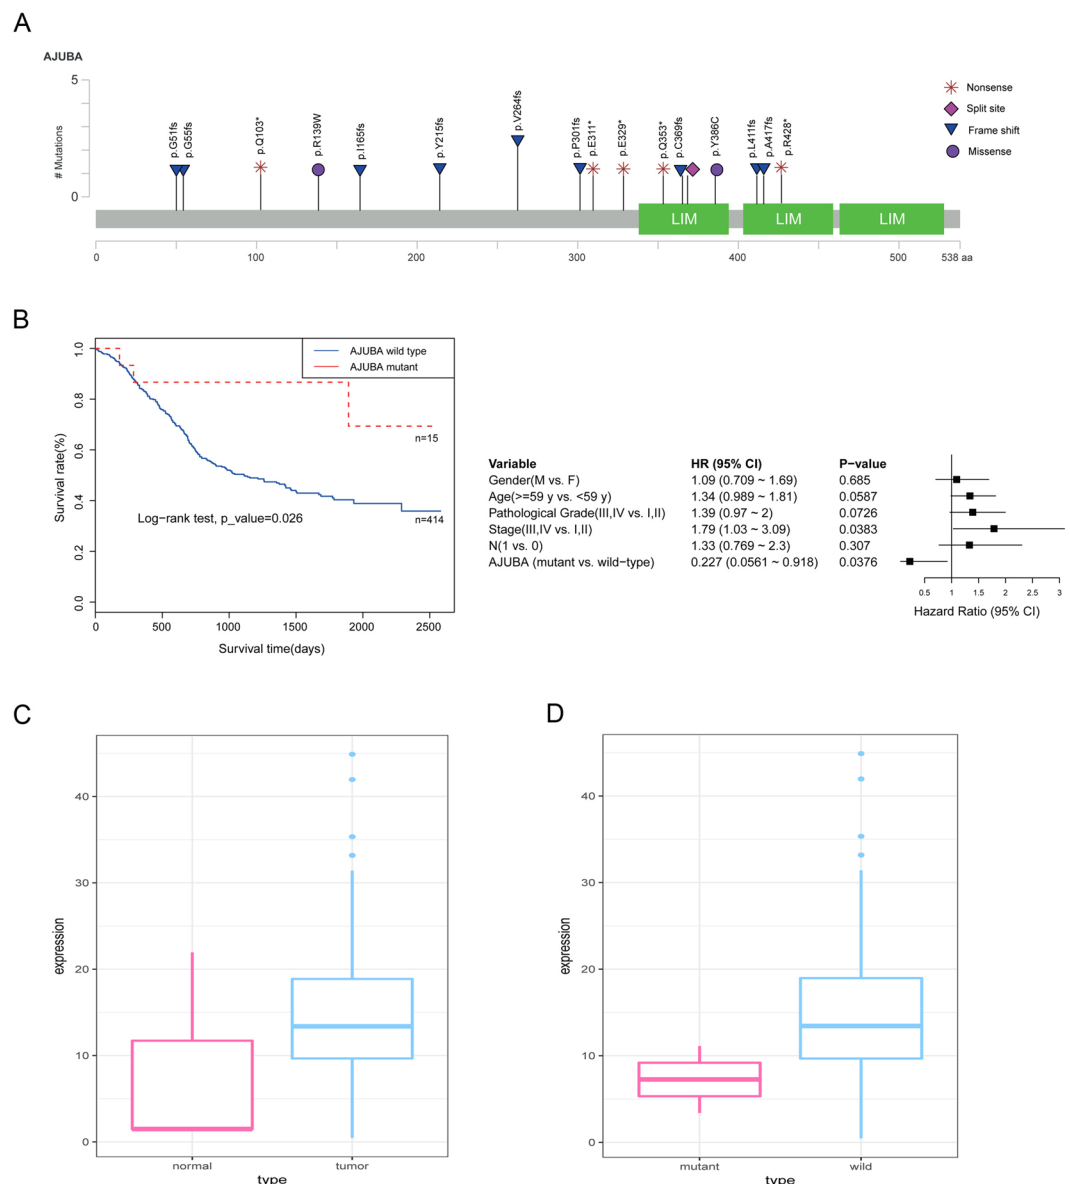 A
AJUBA
5
0
# Mutations
p.G51fs
p.G55fs
p.Q103*
p.R139W
p.I165fs
p.Y215fs
p.V264fs
p.P301fs
p.E311*
p.E329*
p.Q353*
p.C369fs
p.Y386C
p.L411fs
p.A417fs
p.R428*
Nonsense
Split site
Frame shift
Missense
LIM
LIM
LIM
0
100
200
300
400
500
538 aa
B
AJUBA wild type
AJUBA mutant
1.0
0.8
0.6
0.4
0.2
0.0
Survival rate(%)
n=15
n=414
Log-rank test, p_value=0.026
0
500
1000
1500
2000
2500
Survival time(days)
Variable HR (95% CI) P−value
Gender(M vs. F) 1.09 (0.709 ~ 1.69) 0.685
Age(>=59 y vs. <59 y) 1.34 (0.989 ~ 1.81) 0.0587
Pathological Grade(III,IV vs. I,II) 1.39 (0.97 ~ 2) 0.0726
Stage(III,IV vs. I,II) 1.79 (1.03 ~ 3.09) 0.0383
N(1 vs. 0) 1.33 (0.769 ~ 2.3) 0.307
AJUBA (mutant vs. wild−type) 0.227 (0.0561 ~ 0.918) 0.0376
0.5
1
1.5
2
2.5
3
Hazard Ratio (95% CI)
C
40
30
20
10
0
expression
normal
tumor
type
D
40
30
20
10
0
expression
mutant
wild
type